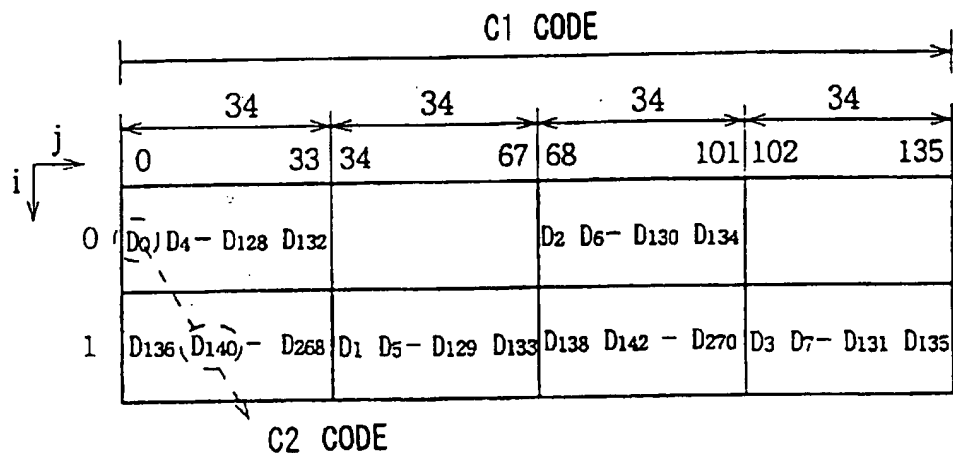 C1 CODE
34 34 34 34
j 0 33 34 67 68 101 102 135
i
0 D0 D4 – D128 D132 D2 D6 – D130 D134
1 D136 D140 – D268 D1 D5 – D129 D133 D138 D142 – D270 D3 D7 – D131 D135
C2 CODE